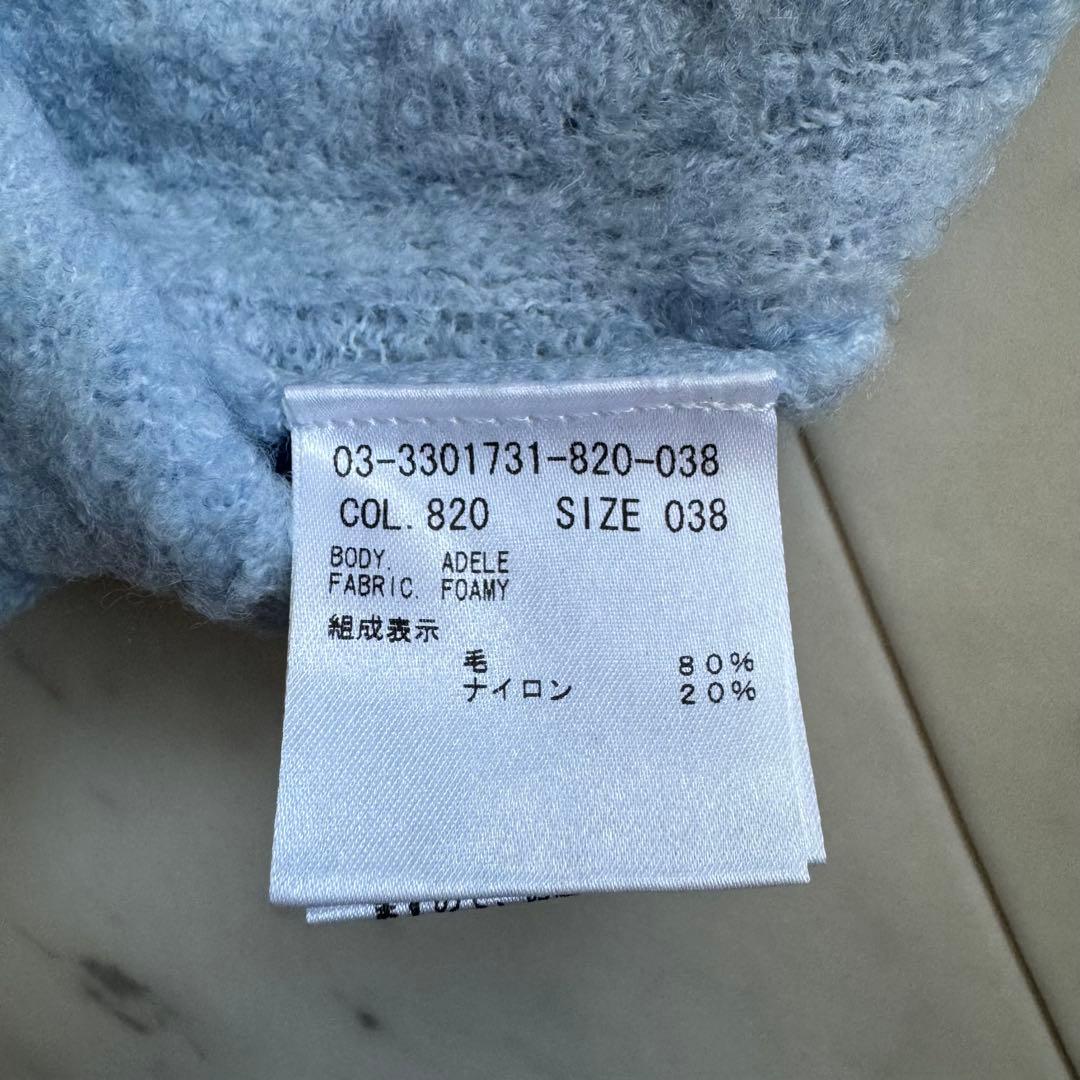 03-3301731-820-038
COL. 820 SIZE 038
BODY. ADELE
FABRIC. FOAMY
組成表示
毛 80%
ナイロン 20%